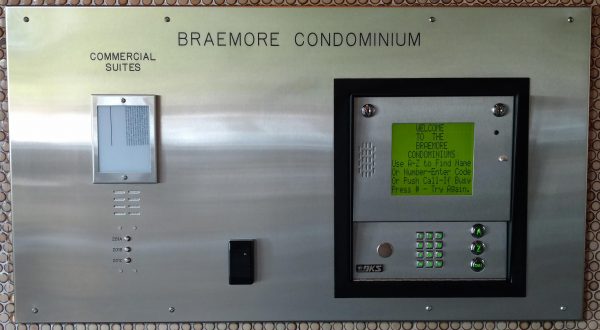 BRAEMORE CONDOMINIUM
COMMERCIAL
SUITES
WELCOME
TO THE
BRAEMORE
CONDOMINIUMS
Use A-Z to Find Name
Or Number-Enter Code
Or Push Call-If Busy
Press # - Try Again.
A
Z
DKS